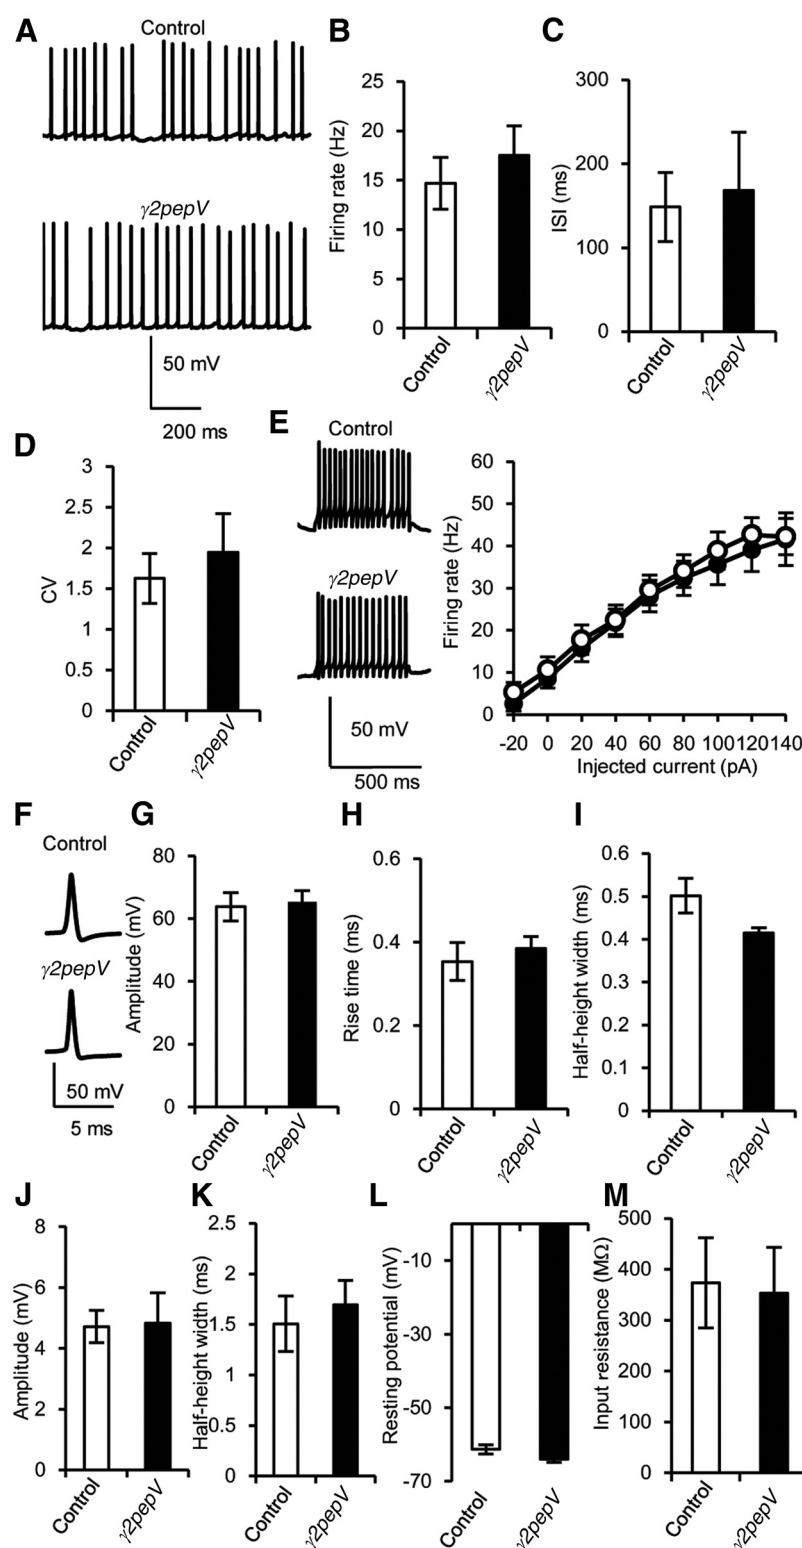 A
Control
γ2pepV
50 mV
200 ms
B
Firing rate (Hz)
25
20
15
10
5
0
Control
γ2pepV
C
ISI (ms)
300
200
100
0
Control
γ2pepV
D
CV
3
2.5
2
1.5
1
0.5
0
Control
γ2pepV
E
Control
γ2pepV
50 mV
500 ms
Firing rate (Hz)
60
50
40
30
20
10
0
-20 0 20 40 60 80 100 120 140
Injected current (pA)
F
Control
γ2pepV
50 mV
5 ms
G
Amplitude (mV)
80
60
40
20
0
Control
γ2pepV
H
Rise time (ms)
0.6
0.4
0.2
0
Control
γ2pepV
I
Half-height width (ms)
0.6
0.5
0.4
0.3
0.2
0.1
0
Control
γ2pepV
J
Amplitude (mV)
8
6
4
2
0
Control
γ2pepV
K
Half-height width (ms)
2.5
2
1.5
1
0.5
0
Control
γ2pepV
L
Resting potential (mV)
-10
-30
-50
-70
Control
γ2pepV
M
Input resistance (MΩ)
500
400
300
200
100
0
Control
γ2pepV